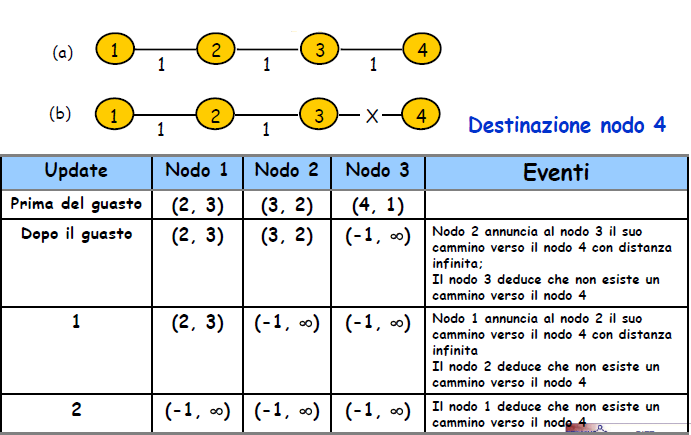 (a) 1 2 3 4
1 1 1
(b) 1 2 3 X 4
1 1
Destinazione nodo 4
Update Nodo 1 Nodo 2 Nodo 3 Eventi
Prima del guasto (2, 3) (3, 2) (4, 1)
Dopo il guasto (2, 3) (3, 2) (-1, ∞) Nodo 2 annuncia al nodo 3 il suo
cammino verso il nodo 4 con distanza
infinita;
Il nodo 3 deduce che non esiste un
cammino verso il nodo 4
1 (2, 3) (-1, ∞) (-1, ∞) Nodo 1 annuncia al nodo 2 il suo
cammino verso il nodo 4 con distanza
infinita
Il nodo 2 deduce che non esiste un
cammino verso il nodo 4
2 (-1, ∞) (-1, ∞) (-1, ∞) Il nodo 1 deduce che non esiste un
cammino verso il nodo 4